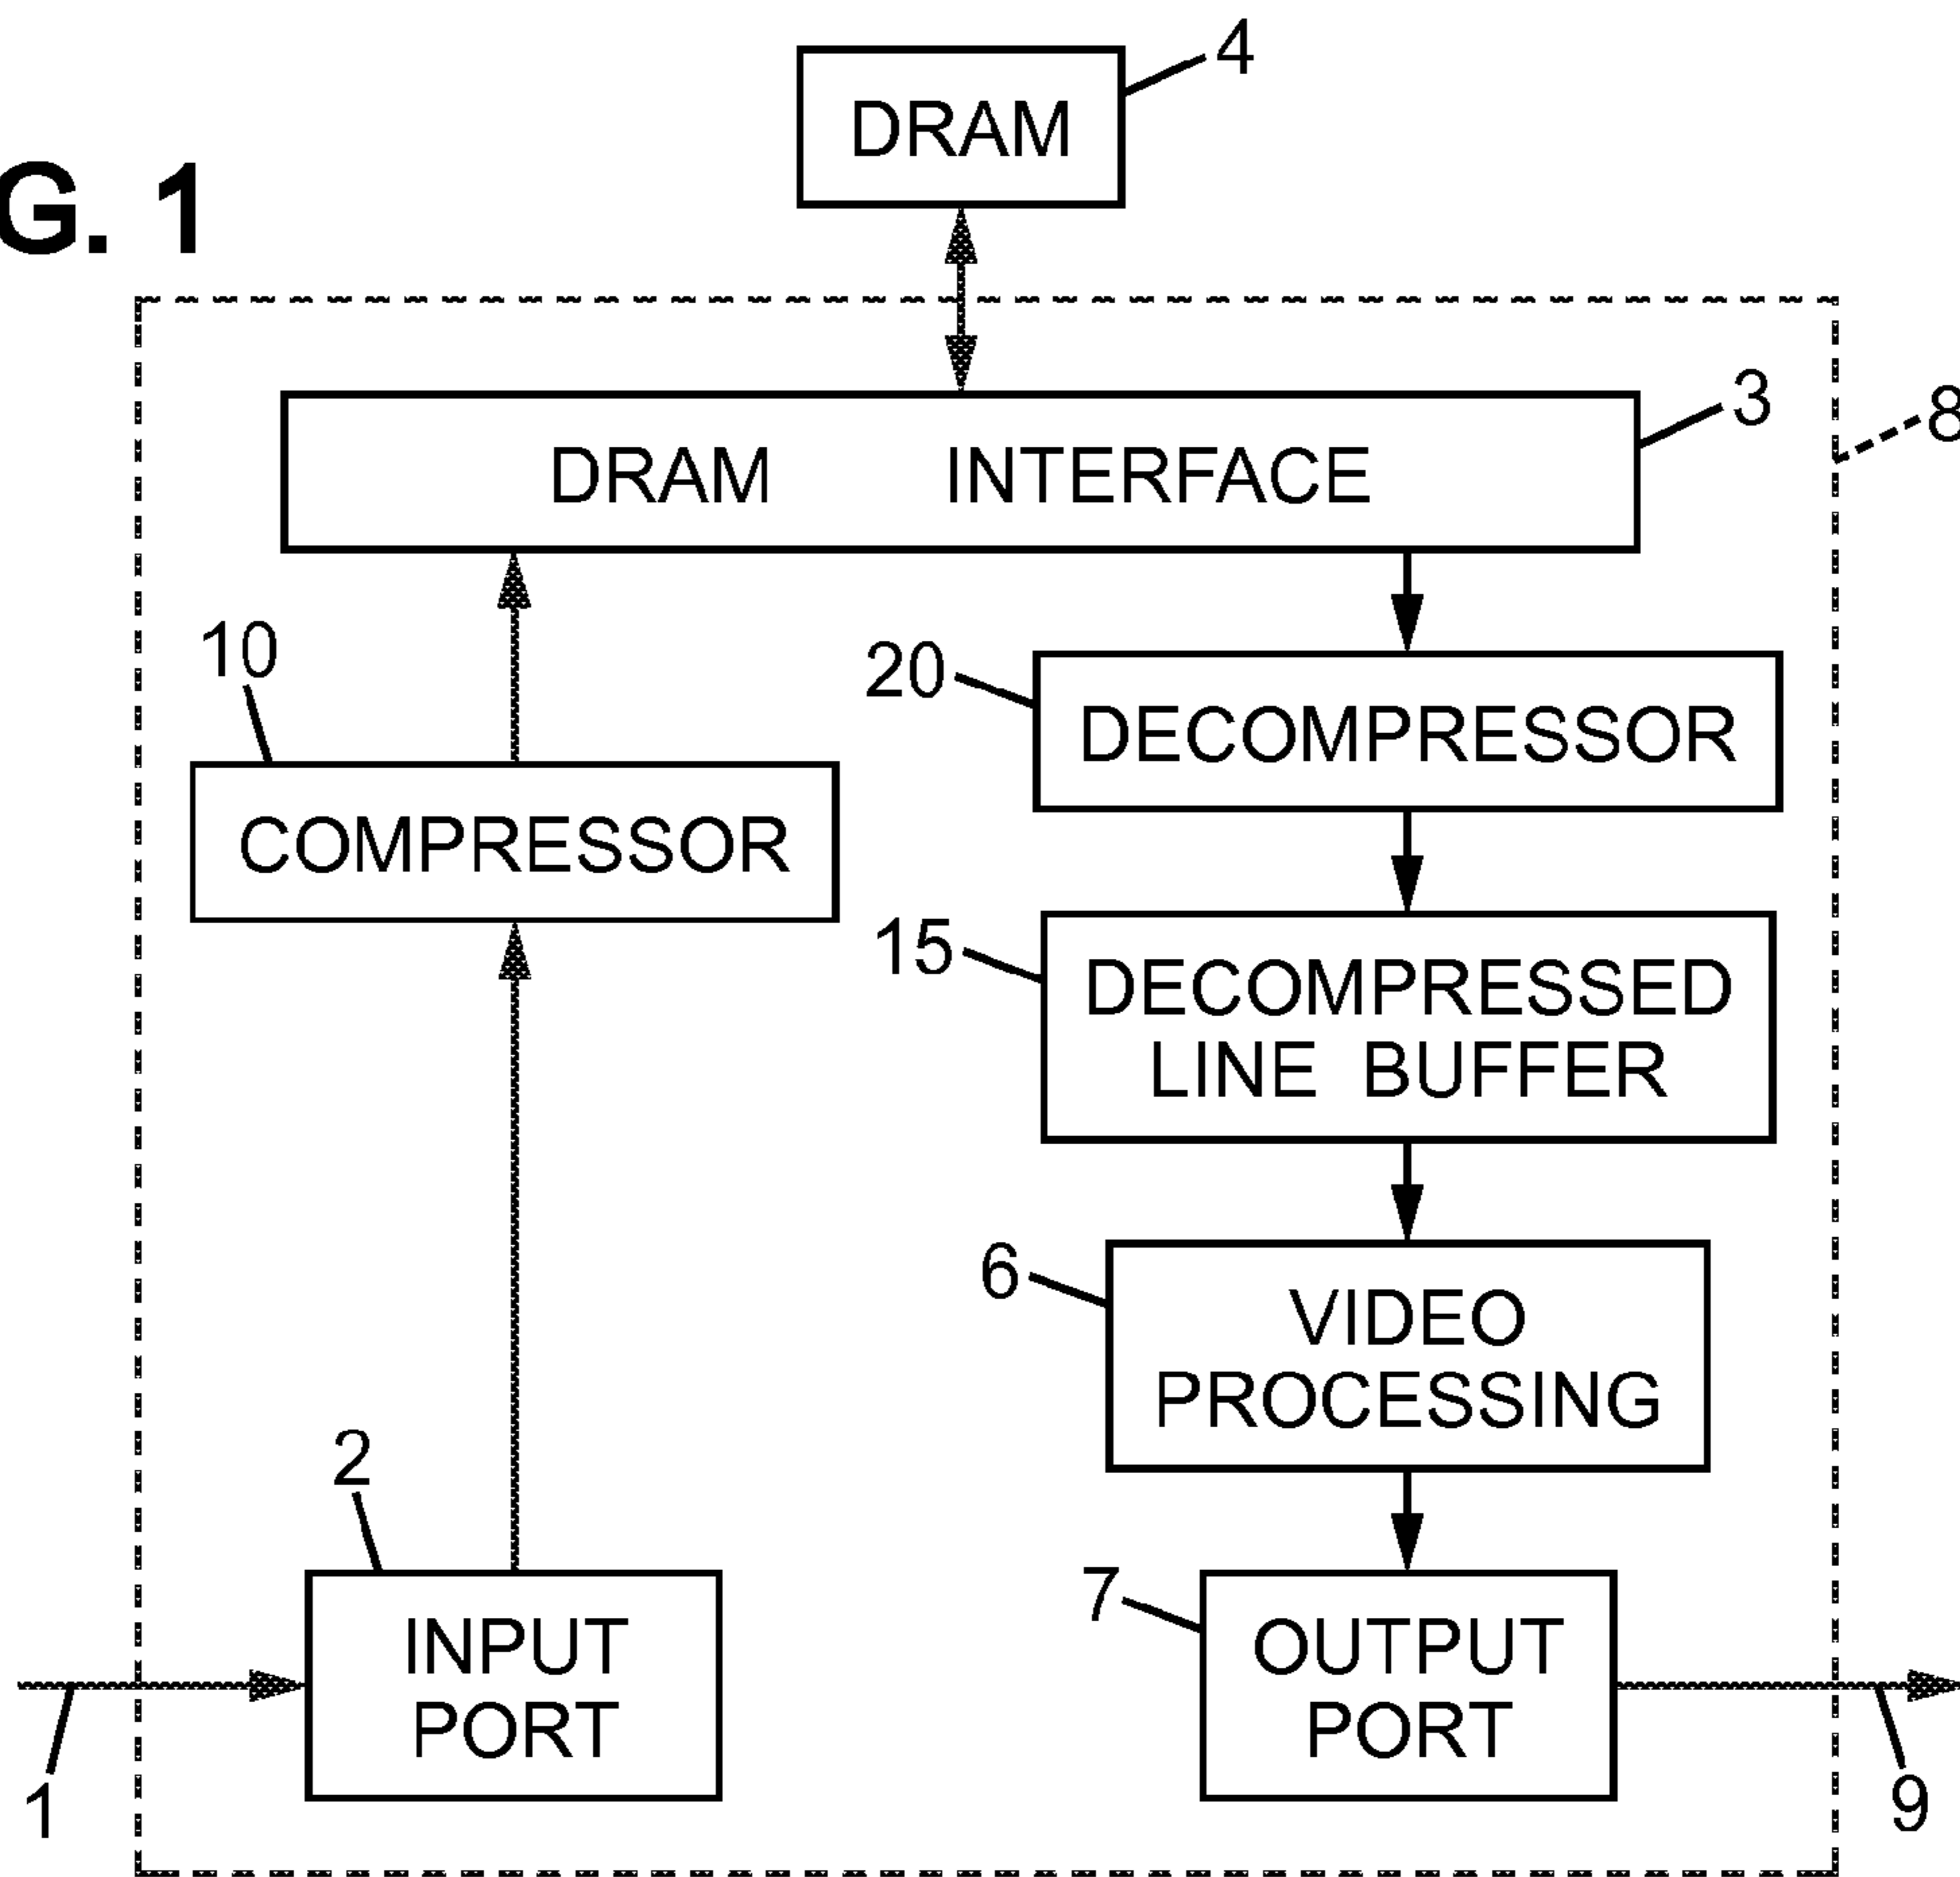 4
DRAM
G. 1
3
8
DRAM INTERFACE
10
20
DECOMPRESSOR
COMPRESSOR
15
DECOMPRESSED
LINE BUFFER
6
VIDEO
PROCESSING
2
7
INPUT
PORT
OUTPUT
PORT
1
9